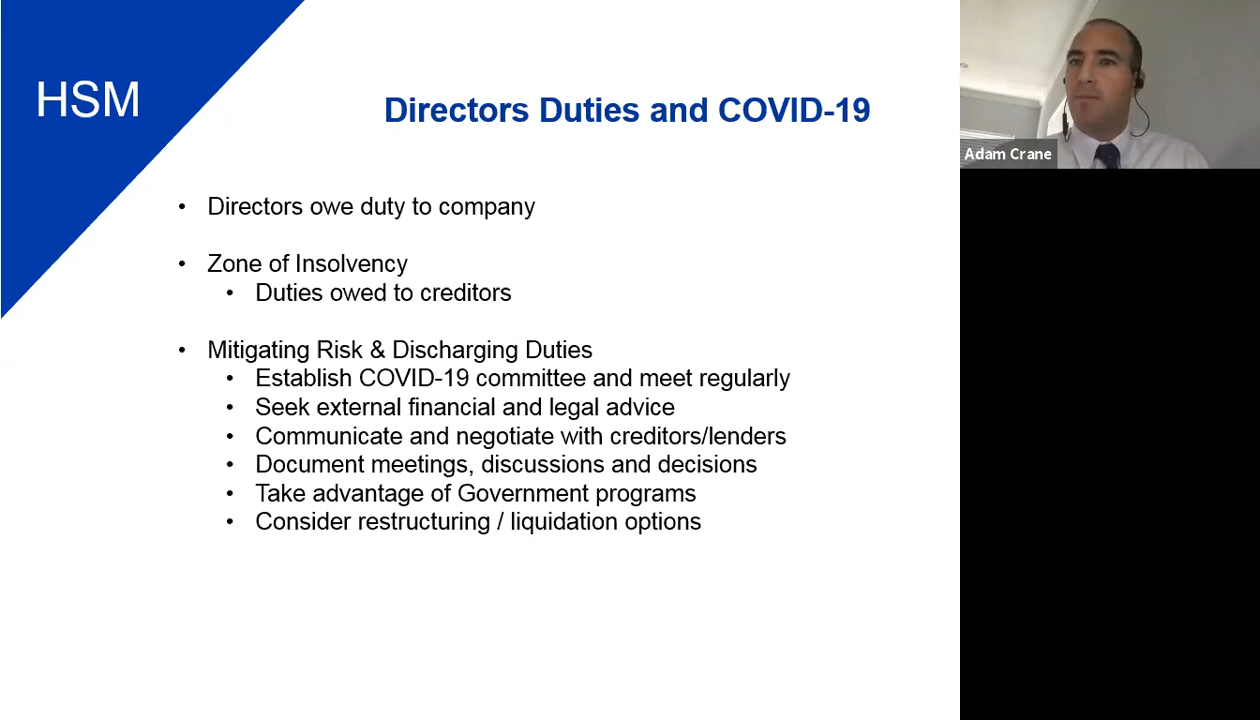 HSM
Directors Duties and COVID-19
Adam Crane
• Directors owe duty to company
• Zone of Insolvency
• Duties owed to creditors
• Mitigating Risk & Discharging Duties
• Establish COVID-19 committee and meet regularly
• Seek external financial and legal advice
• Communicate and negotiate with creditors/lenders
• Document meetings, discussions and decisions
• Take advantage of Government programs
• Consider restructuring / liquidation options